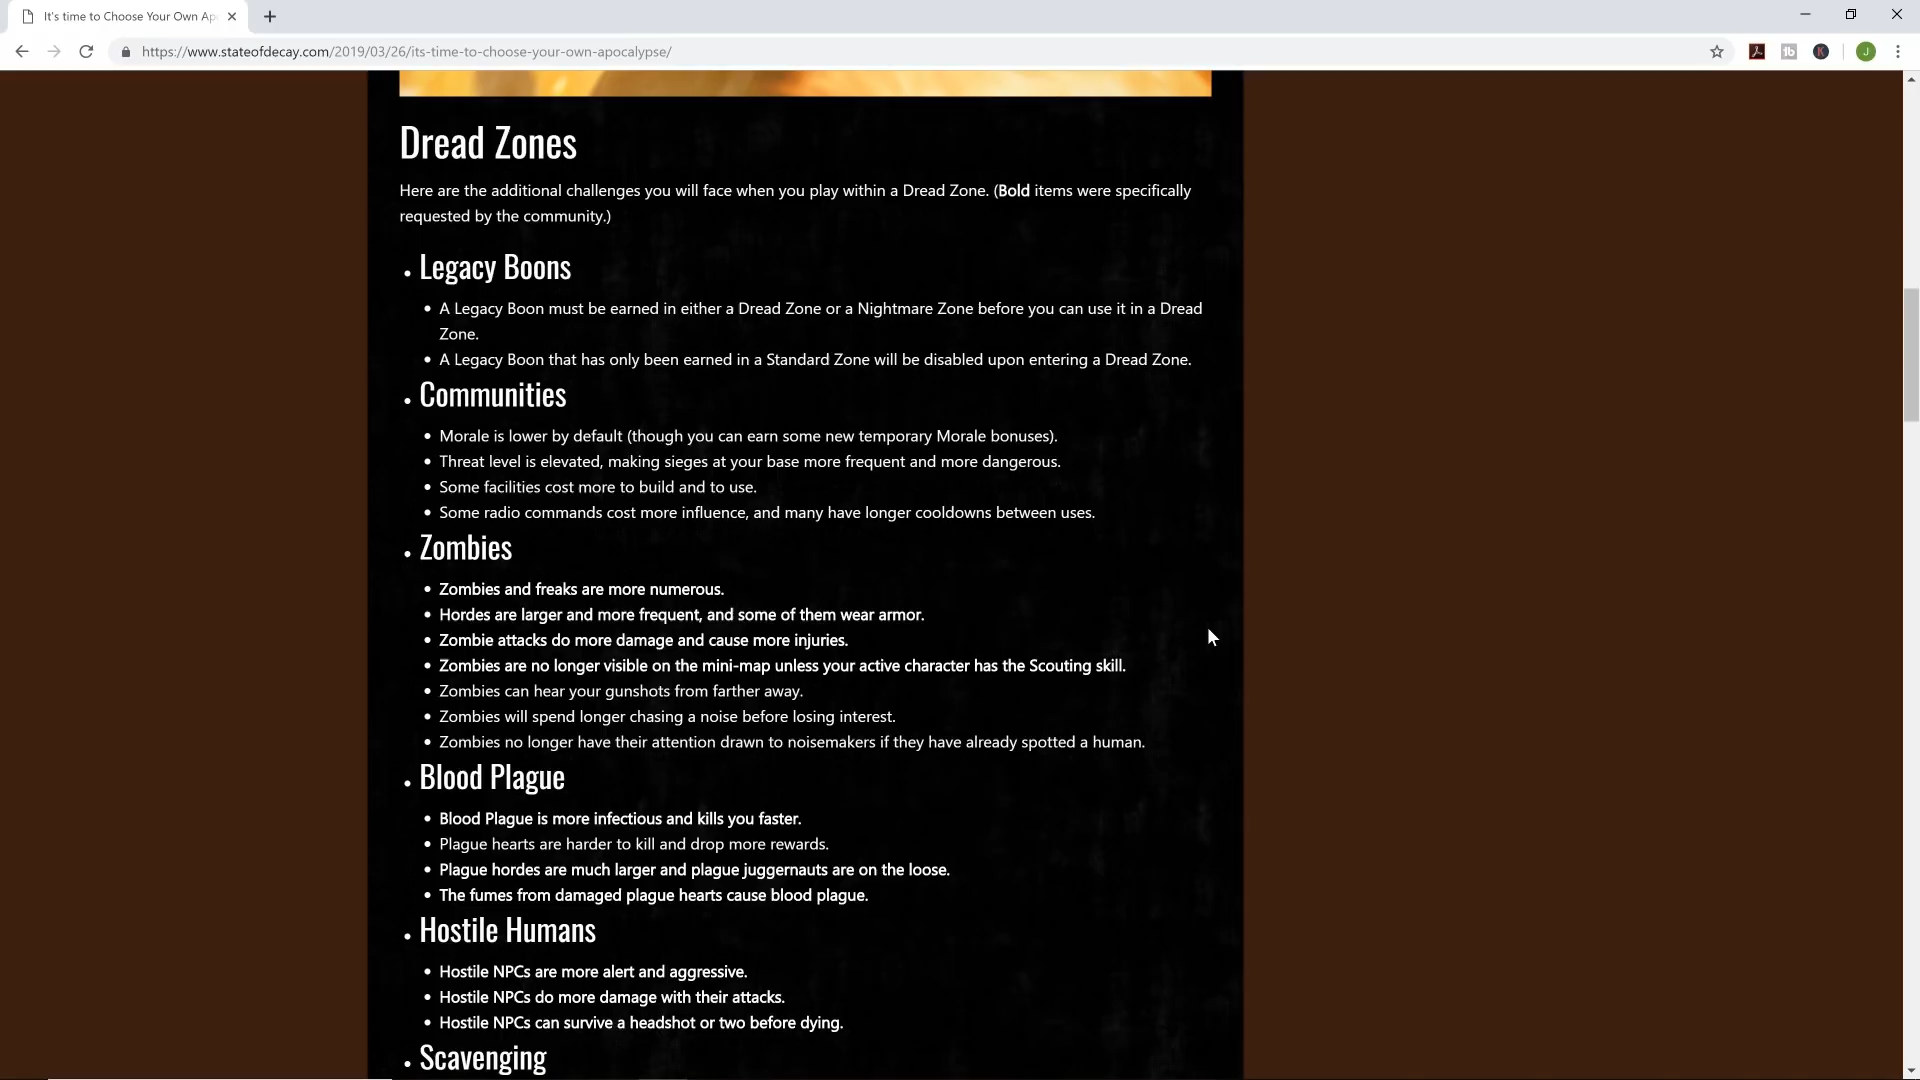 It's time to Choose Your Own Ap
https://www.stateofdecay.com/2019/03/26/its-time-to-choose-your-own-apocalypse/
J
Dread Zones
Here are the additional challenges you will face when you play within a Dread Zone. (Bold items were specifically
requested by the community.)
• Legacy Boons
• A Legacy Boon must be earned in either a Dread Zone or a Nightmare Zone before you can use it in a Dread
Zone.
• A Legacy Boon that has only been earned in a Standard Zone will be disabled upon entering a Dread Zone.
• Communities
• Morale is lower by default (though you can earn some new temporary Morale bonuses).
• Threat level is elevated, making sieges at your base more frequent and more dangerous.
• Some facilities cost more to build and to use.
• Some radio commands cost more influence, and many have longer cooldowns between uses.
• Zombies
• Zombies and freaks are more numerous.
• Hordes are larger and more frequent, and some of them wear armor.
• Zombie attacks do more damage and cause more injuries.
• Zombies are no longer visible on the mini-map unless your active character has the Scouting skill.
• Zombies can hear your gunshots from farther away.
• Zombies will spend longer chasing a noise before losing interest.
• Zombies no longer have their attention drawn to noisemakers if they have already spotted a human.
• Blood Plague
• Blood Plague is more infectious and kills you faster.
• Plague hearts are harder to kill and drop more rewards.
• Plague hordes are much larger and plague juggernauts are on the loose.
• The fumes from damaged plague hearts cause blood plague.
• Hostile Humans
• Hostile NPCs are more alert and aggressive.
• Hostile NPCs do more damage with their attacks.
• Hostile NPCs can survive a headshot or two before dying.
• Scavenging